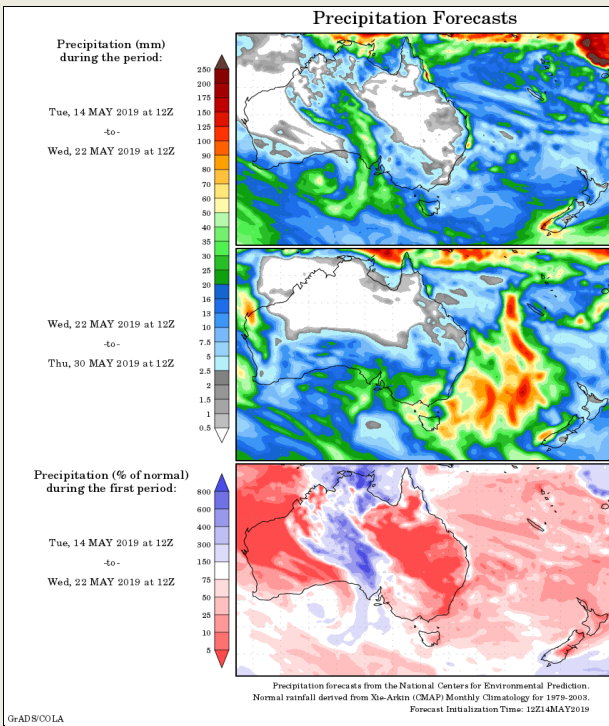 Precipitation Forecasts
Precipitation (mm)
during the period:
Tue, 14 MAY 2019 at 12Z
-to-
Wed, 22 MAY 2019 at 12Z
250
200
175
150
125
100
90
80
70
60
50
40
35
30
25
20
16
13
10
7.5
5
2.5
2
1.5
1
0.5
Wed, 22 MAY 2019 at 12Z
-to-
Thu, 30 MAY 2019 at 12Z
Precipitation (% of normal)
during the first period:
Tue, 14 MAY 2019 at 12Z
-to-
Wed, 22 MAY 2019 at 12Z
800
600
400
300
150
75
50
25
10
5
Precipitation forecasts from the National Centers for Environmental Prediction.
Normal rainfall derived from Xie-Arkin (CMAP) Monthly Climatology for 1979-2003.
Forecast Initialization Time: 12Z14MAY2019
GrADS/COLA